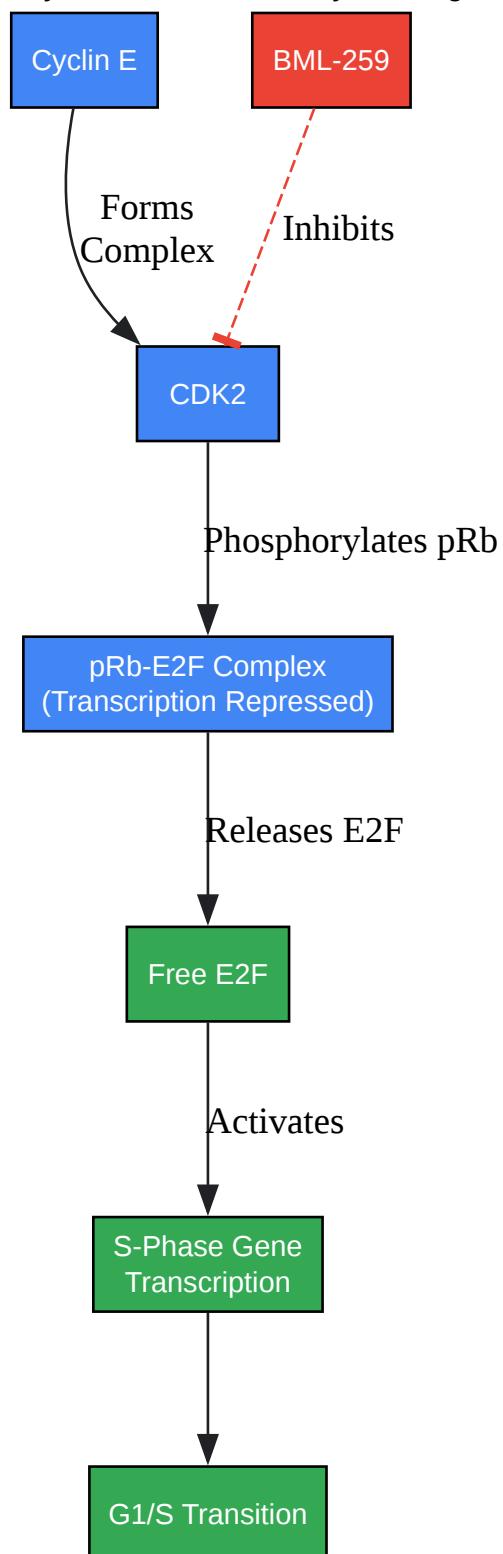 Cyclin E
BML-259
Forms
Complex
Inhibits
CDK2
Phosphorylates pRb
pRb-E2F Complex
(Transcription Repressed)
Releases E2F
Free E2F
Activates
S-Phase Gene
Transcription
G1/S Transition